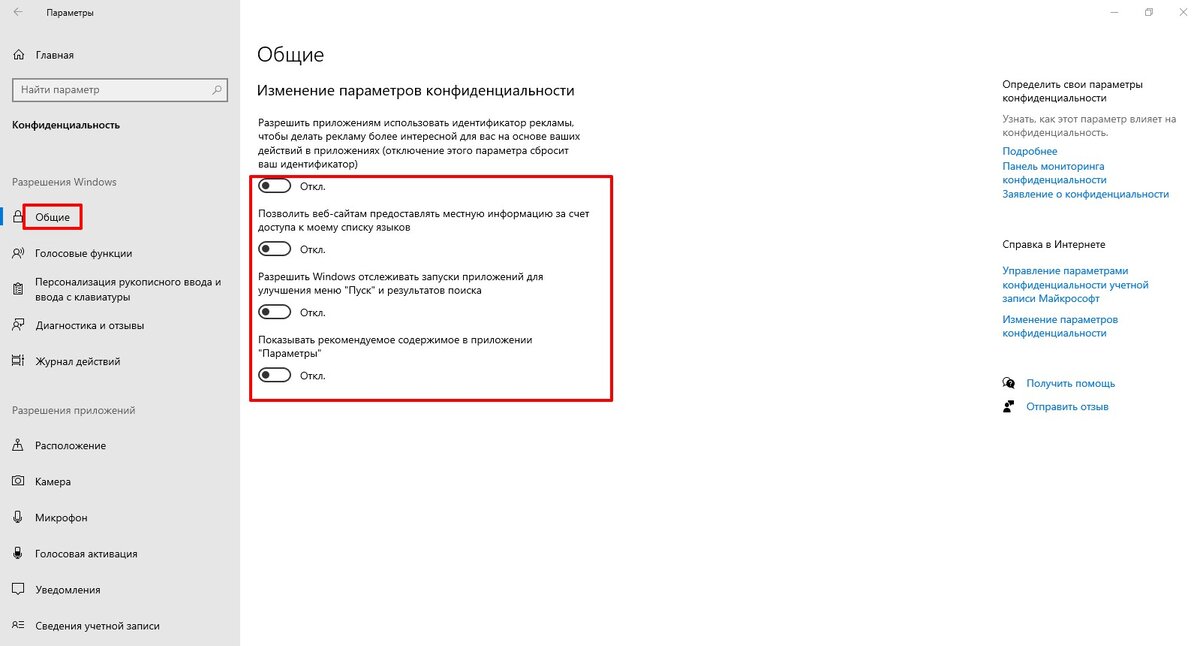 Параметры
Главная
Найти параметр
Конфиденциальность
Разрешения Windows
Общие
Голосовые функции
Персонализация рукописного ввода и
ввода с клавиатуры
Диагностика и отзывы
Журнал действий
Разрешения приложений
Расположение
Камера
Микрофон
Голосовая активация
Уведомления
Сведения учетной записи
Общие
Изменение параметров конфиденциальности
Разрешить приложениям использовать идентификатор рекламы,
чтобы делать рекламу более интересной для вас на основе ваших
действий в приложениях (отключение этого параметра сбросит
ваш идентификатор)
Откл.
Позволить веб-сайтам предоставлять местную информацию за счет
доступа к моему списку языков
Откл.
Разрешить Windows отслеживать запуски приложений для
улучшения меню "Пуск" и результатов поиска
Откл.
Показывать рекомендуемое содержимое в приложении
"Параметры"
Откл.
Определить свои параметры
конфиденциальности
Узнать, как этот параметр влияет на
конфиденциальность.
Подробнее
Панель мониторинга
конфиденциальности
Заявление о конфиденциальности
Справка в Интернете
Управление параметрами
конфиденциальности учетной
записи Майкрософт
Изменение параметров
конфиденциальности
Получить помощь
Отправить отзыв